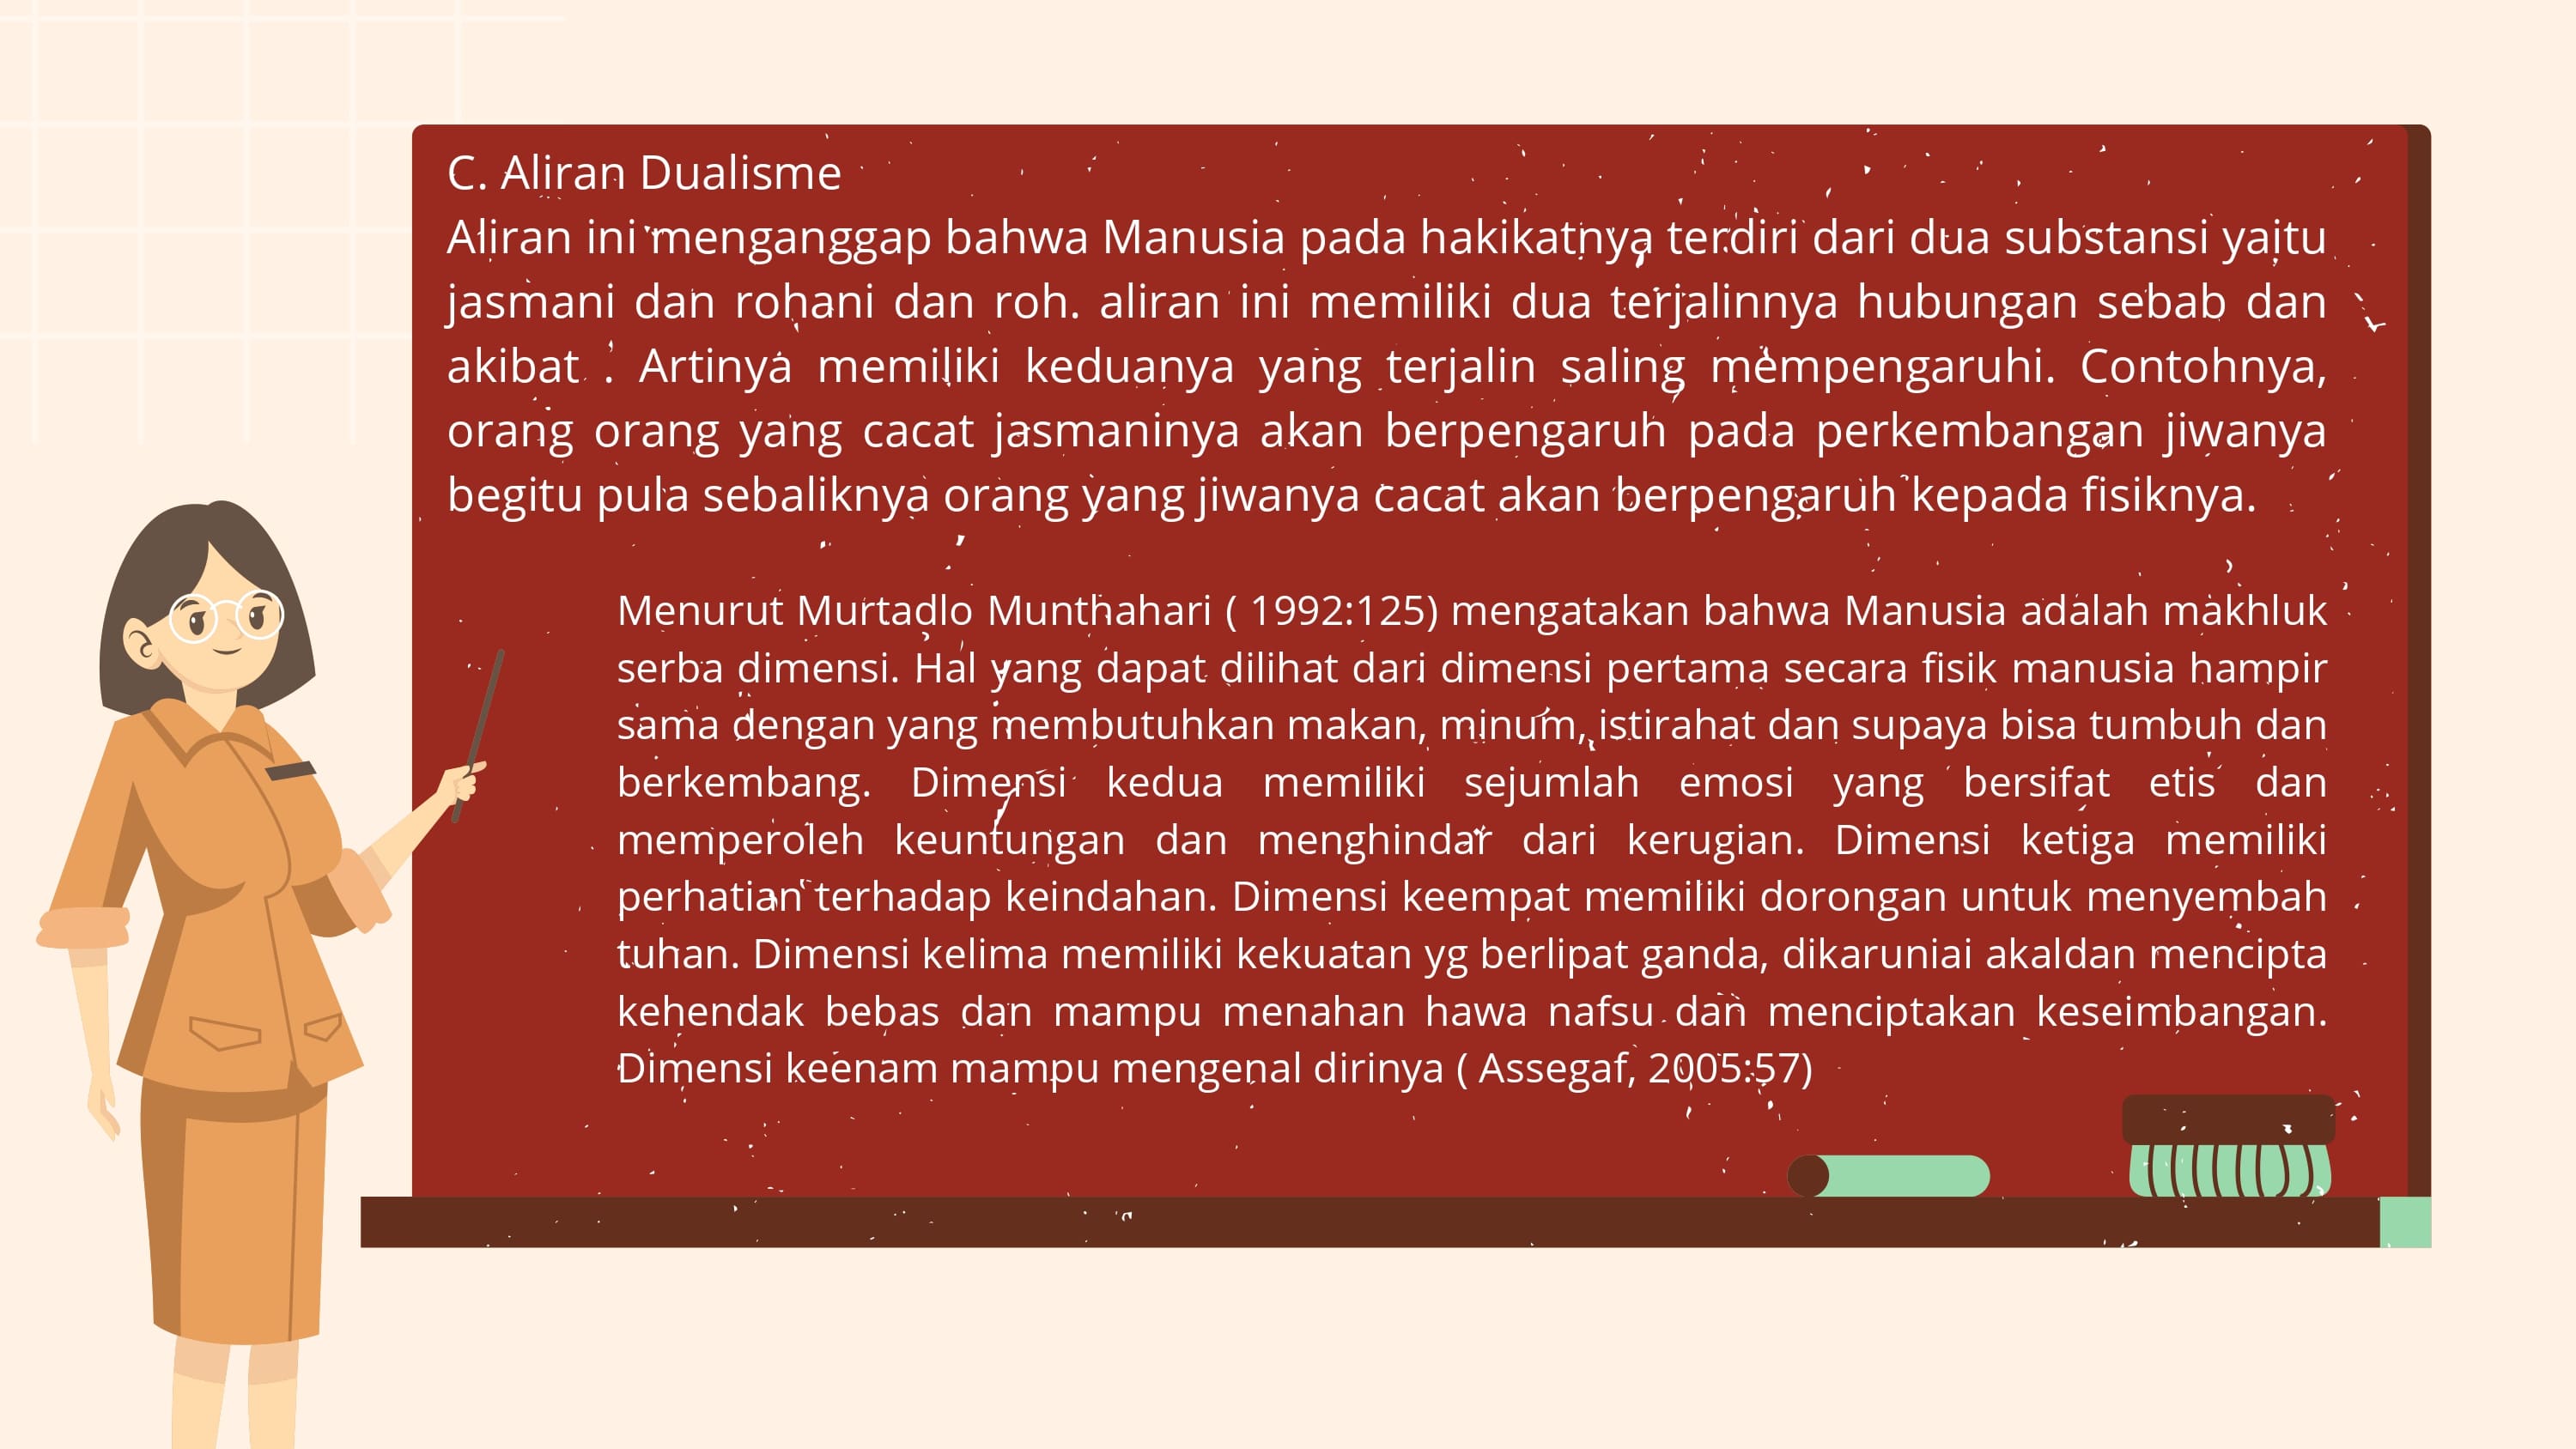 C. Aliran Dualisme
Aliran ini menganggap bahwa Manusia pada hakikatnya terdiri dari dua substansi yaitu
jasmani dan rohani dan roh. aliran ini memiliki dua terjalinnya hubungan sebab dan
akibat . Artinya memiliki keduanya yang terjalin saling mempengaruhi. Contohnya,
orang orang yang cacat jasmaninya akan berpengaruh pada perkembangan jiwanya
begitu pula sebaliknya orang yang jiwanya cacat akan berpengaruh kepada fisiknya.
Menurut Murtadlo Munthahari ( 1992:125) mengatakan bahwa Manusia adalah makhluk
serba dimensi. Hal yang dapat dilihat dari dimensi pertama secara fisik manusia hampir
sama dengan yang membutuhkan makan, minum, istirahat dan supaya bisa tumbuh dan
berkembang. Dimensi kedua memiliki sejumlah emosi yang bersifat etis dan
memperoleh keuntungan dan menghindar dari kerugian. Dimensi ketiga memiliki
perhatian terhadap keindahan. Dimensi keempat memiliki dorongan untuk menyembah
tuhan. Dimensi kelima memiliki kekuatan yg berlipat ganda, dikaruniai akaldan mencipta
kehendak bebas dan mampu menahan hawa nafsu dan menciptakan keseimbangan.
Dimensi keenam mampu mengenal dirinya ( Assegaf, 2005:57)